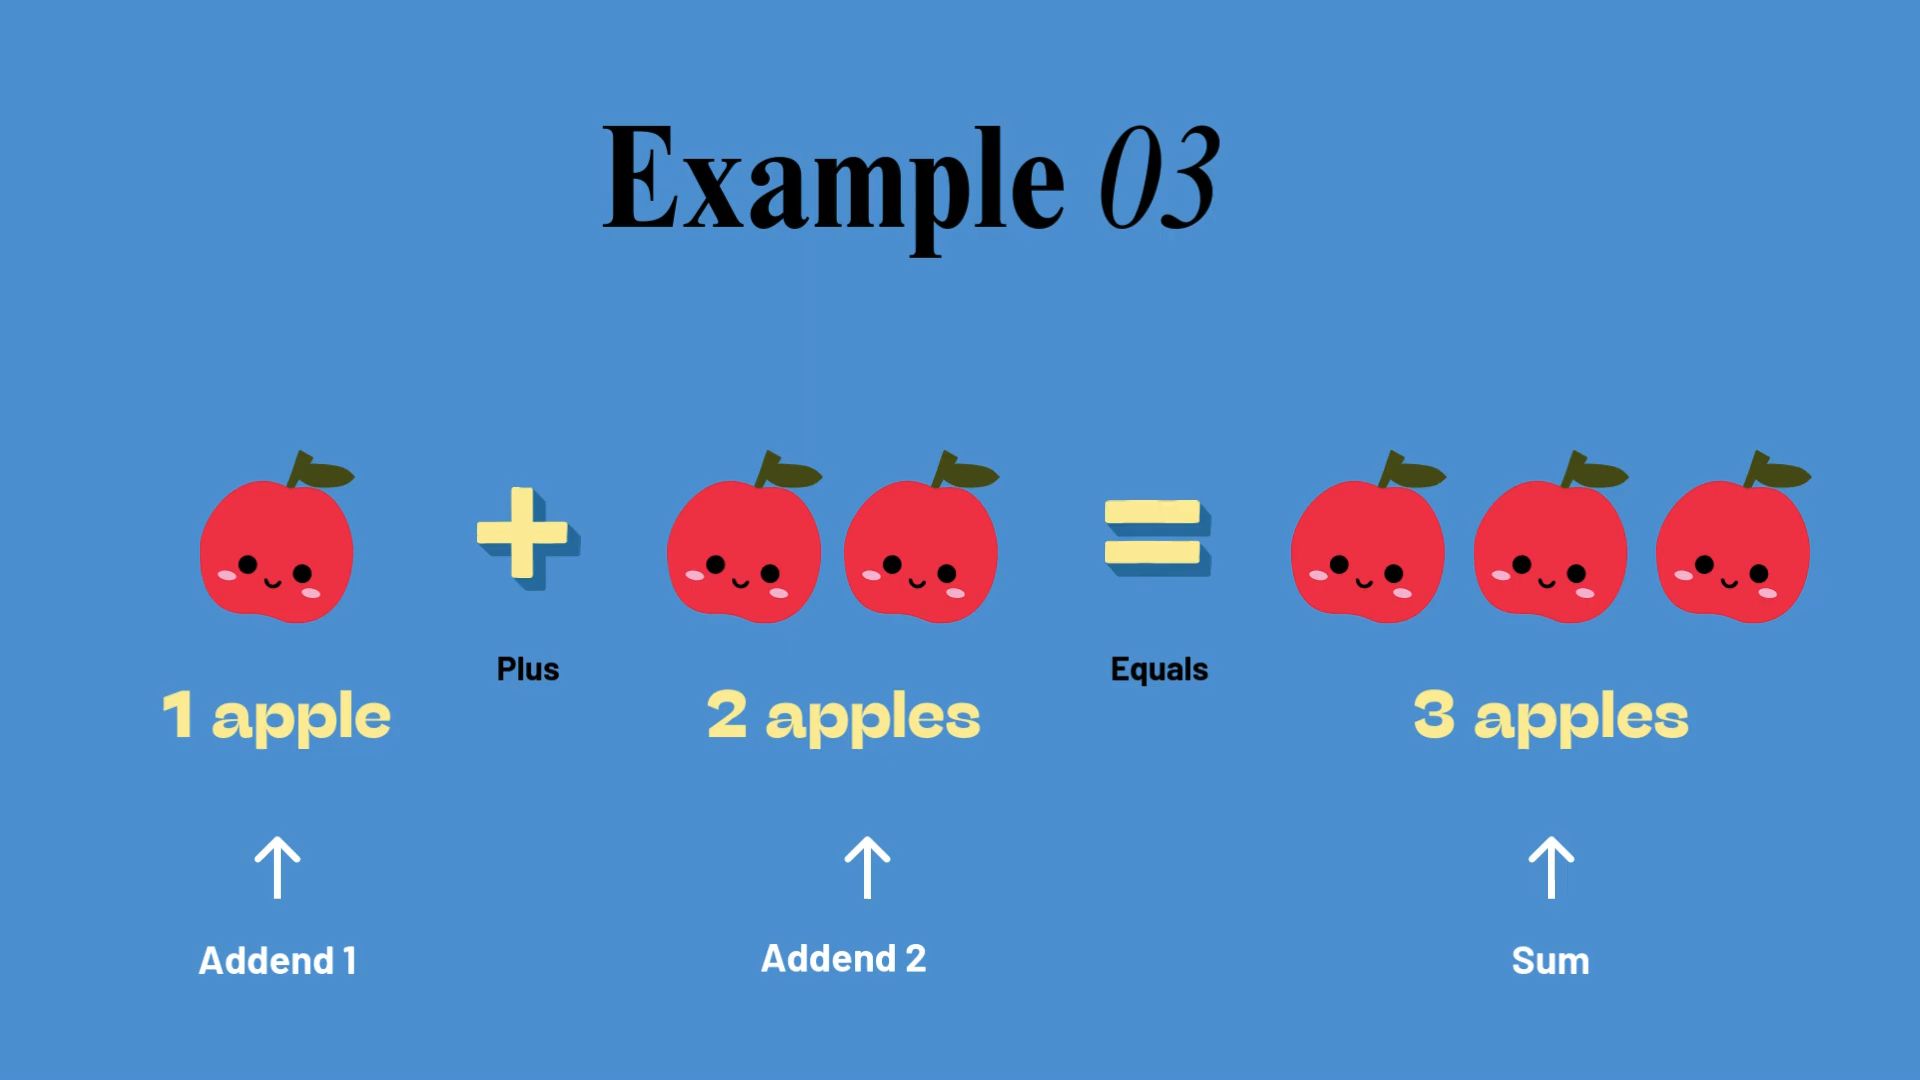 Example 03
Plus
Equals
1 apple
2 apples
3 apples
Addend 1
Addend 2
Sum